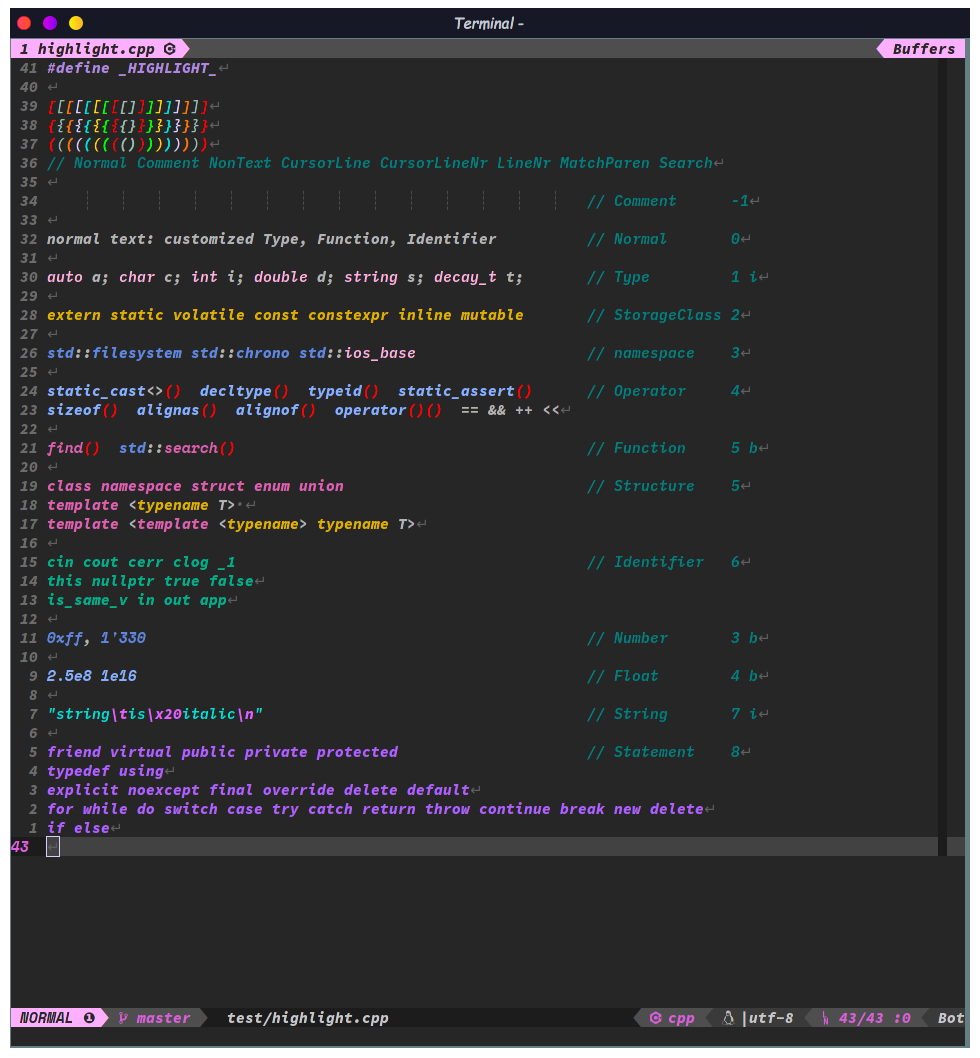 Terminal -
1 highlight.cpp Buffers
41 #define _HIGHLIGHT_↵
40 ↵
39 [[[[[[[[[]]]]]]]]]↵
38 {{{{{{{{{}}}}}}}}}↵
37 ((((((((()))))))))↵
36 // Normal Comment NonText CursorLine CursorLineNr LineNr MatchParen Search↵
35 ↵
34 // Comment -1↵
33 ↵
32 normal text: customized Type, Function, Identifier // Normal 0↵
31 ↵
30 auto a; char c; int i; double d; string s; decay_t t; // Type 1 i↵
29 ↵
28 extern static volatile const constexpr inline mutable // StorageClass 2↵
27 ↵
26 std::filesystem std::chrono std::ios_base // namespace 3↵
25 ↵
24 static_cast<>() decltype() typeid() static_assert() // Operator 4↵
23 sizeof() alignas() alignof() operator()() == && ++ <<↵
22 ↵
21 find() std::search() // Function 5 b↵
20 ↵
19 class namespace struct enum union // Structure 5↵
18 template <typename T>·↵
17 template <template <typename> typename T>↵
16 ↵
15 cin cout cerr clog _1 // Identifier 6↵
14 this nullptr true false↵
13 is_same_v in out app↵
12 ↵
11 0xff, 1'330 // Number 3 b↵
10 ↵
9 2.5e8 1e16 // Float 4 b↵
8 ↵
7 "string\tis\x20italic\n" // String 7 i↵
6 ↵
5 friend virtual public private protected // Statement 8↵
4 typedef using↵
3 explicit noexcept final override delete default↵
2 for while do switch case try catch return throw continue break new delete↵
1 if else↵
43 ↵
NORMAL ❶ master test/highlight.cpp cpp |utf-8 43/43 :0 Bot